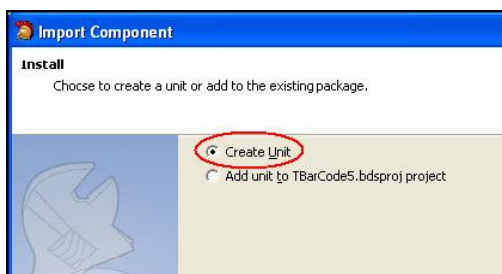 Import Component
Install
Choose to create a unit or add to the existing package.
Create Unit
Add unit to TBarCode5.bdsproj project